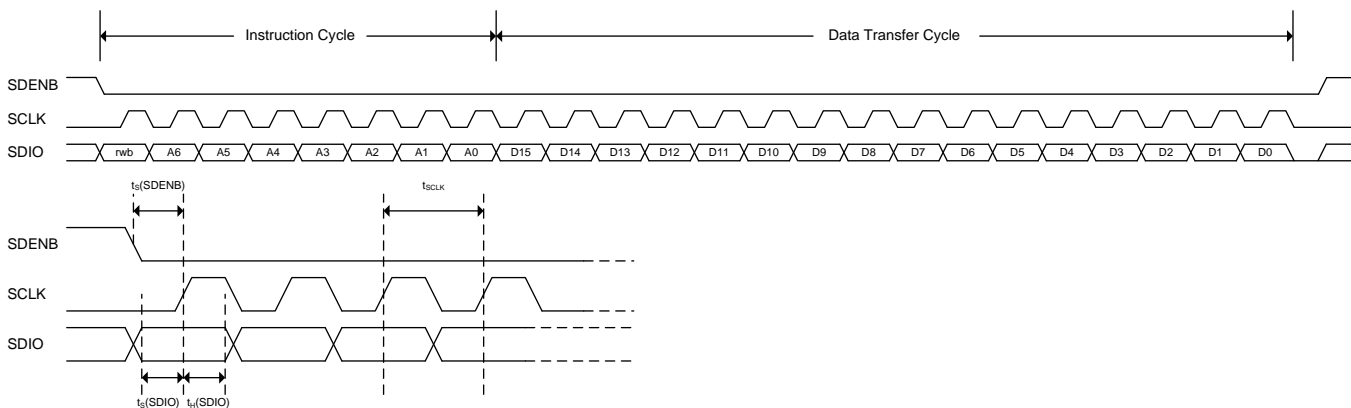 Instruction Cycle
Data Transfer Cycle
SDENB
SCLK
SDIO
rwb A6 A5 A4 A3 A2 A1 A0 D15 D14 D13 D12 D11 D10 D9 D8 D7 D6 D5 D4 D3 D2 D1 D0
tS(SDENB)
tSCLK
SDENB
SCLK
SDIO
tS(SDIO) tH(SDIO)